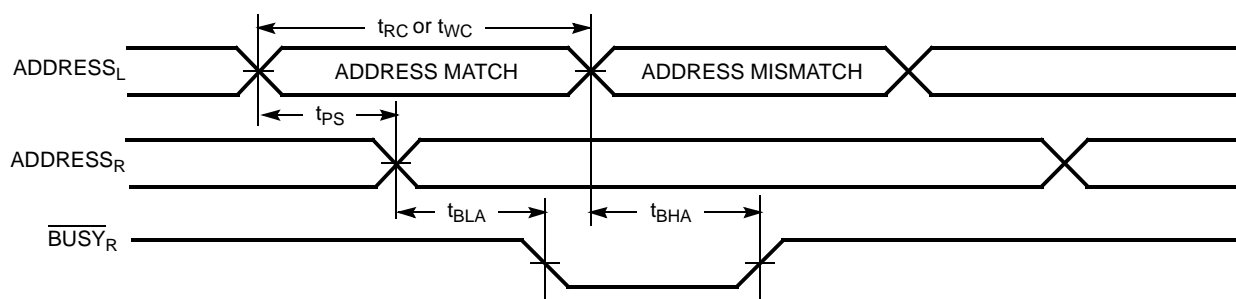 tRC or tWC
ADDRESSL
ADDRESS MATCH
ADDRESS MISMATCH
tPS
ADDRESSR
tBLA
tBHA
BUSYR